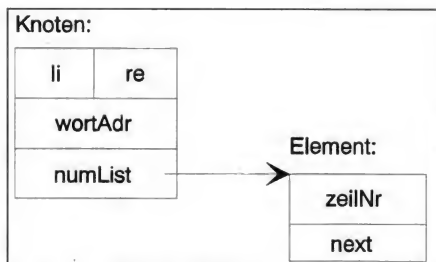 Knoten:
li re
wortAdr
numList
Element:
zeilNr
next